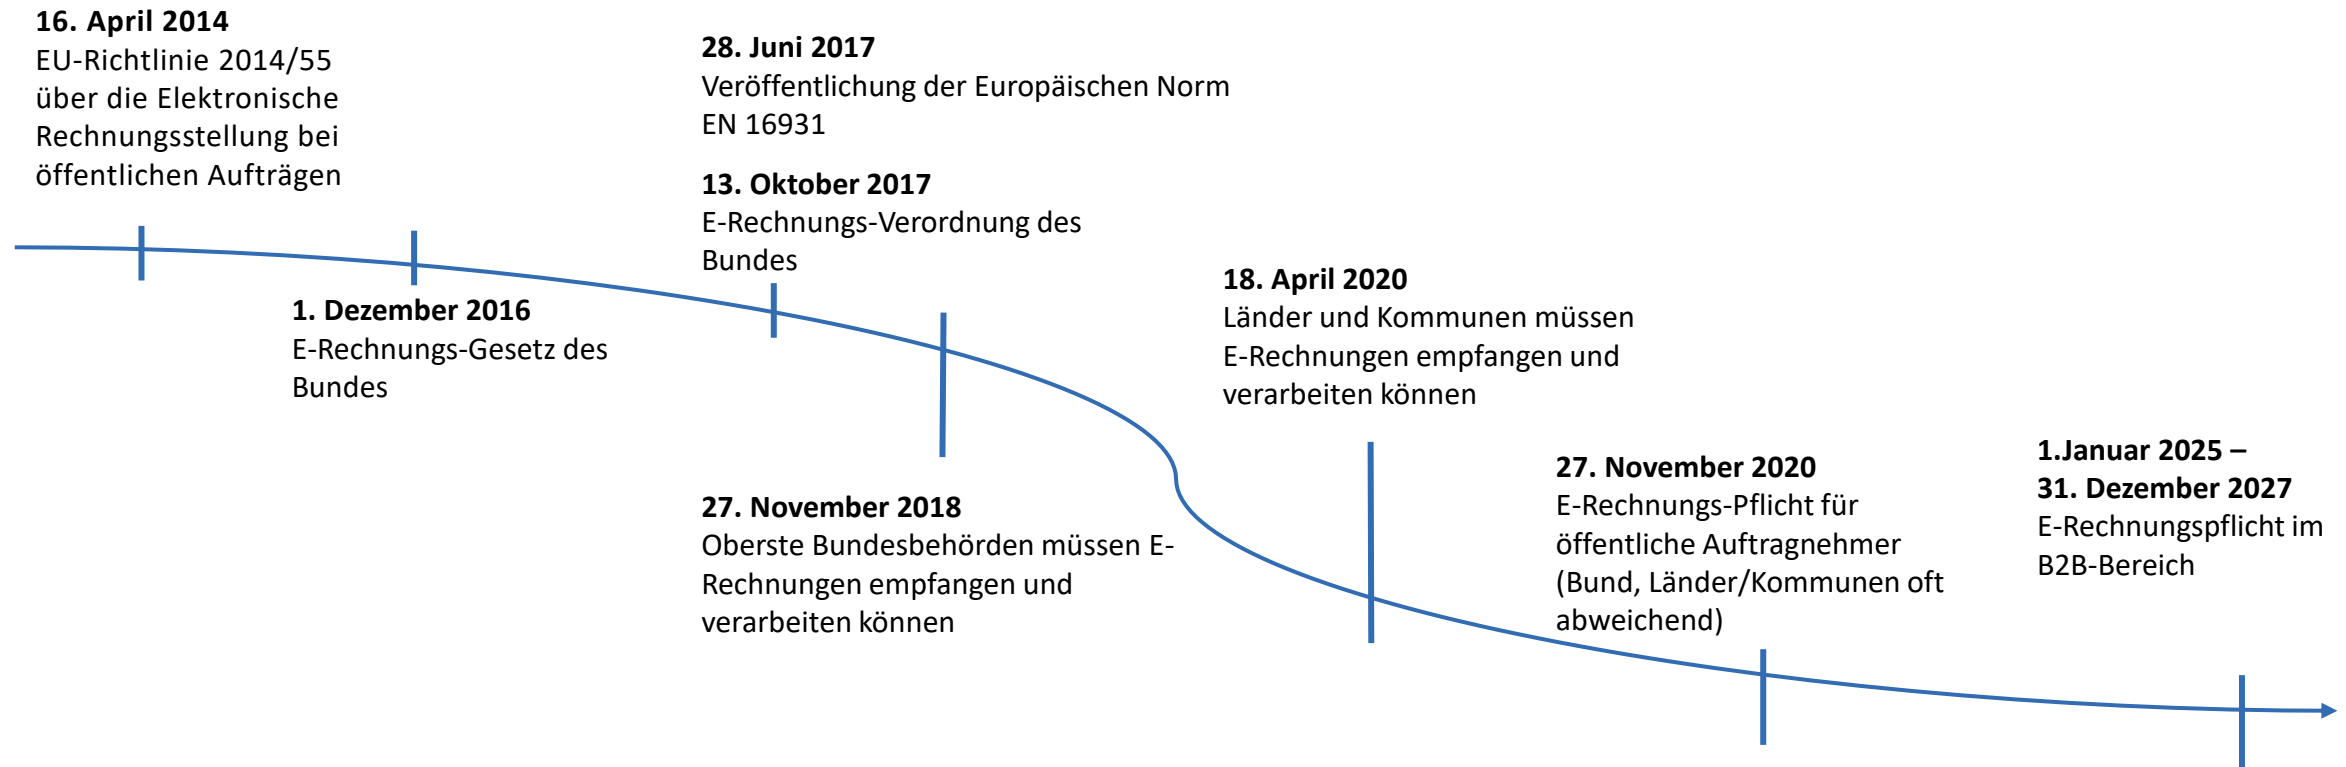 16. April 2014
EU-Richtlinie 2014/55
über die Elektronische
Rechnungsstellung bei
öffentlichen Aufträgen
1. Dezember 2016
E-Rechnungs-Gesetz des
Bundes
28. Juni 2017
Veröffentlichung der Europäischen Norm
EN 16931
13. Oktober 2017
E-Rechnungs-Verordnung des
Bundes
27. November 2018
Oberste Bundesbehörden müssen E-
Rechnungen empfangen und
verarbeiten können
18. April 2020
Länder und Kommunen müssen
E-Rechnungen empfangen und
verarbeiten können
27. November 2020
E-Rechnungs-Pflicht für
öffentliche Auftragnehmer
(Bund, Länder/Kommunen oft
abweichend)
1.Januar 2025 –
31. Dezember 2027
E-Rechnungspflicht im
B2B-Bereich